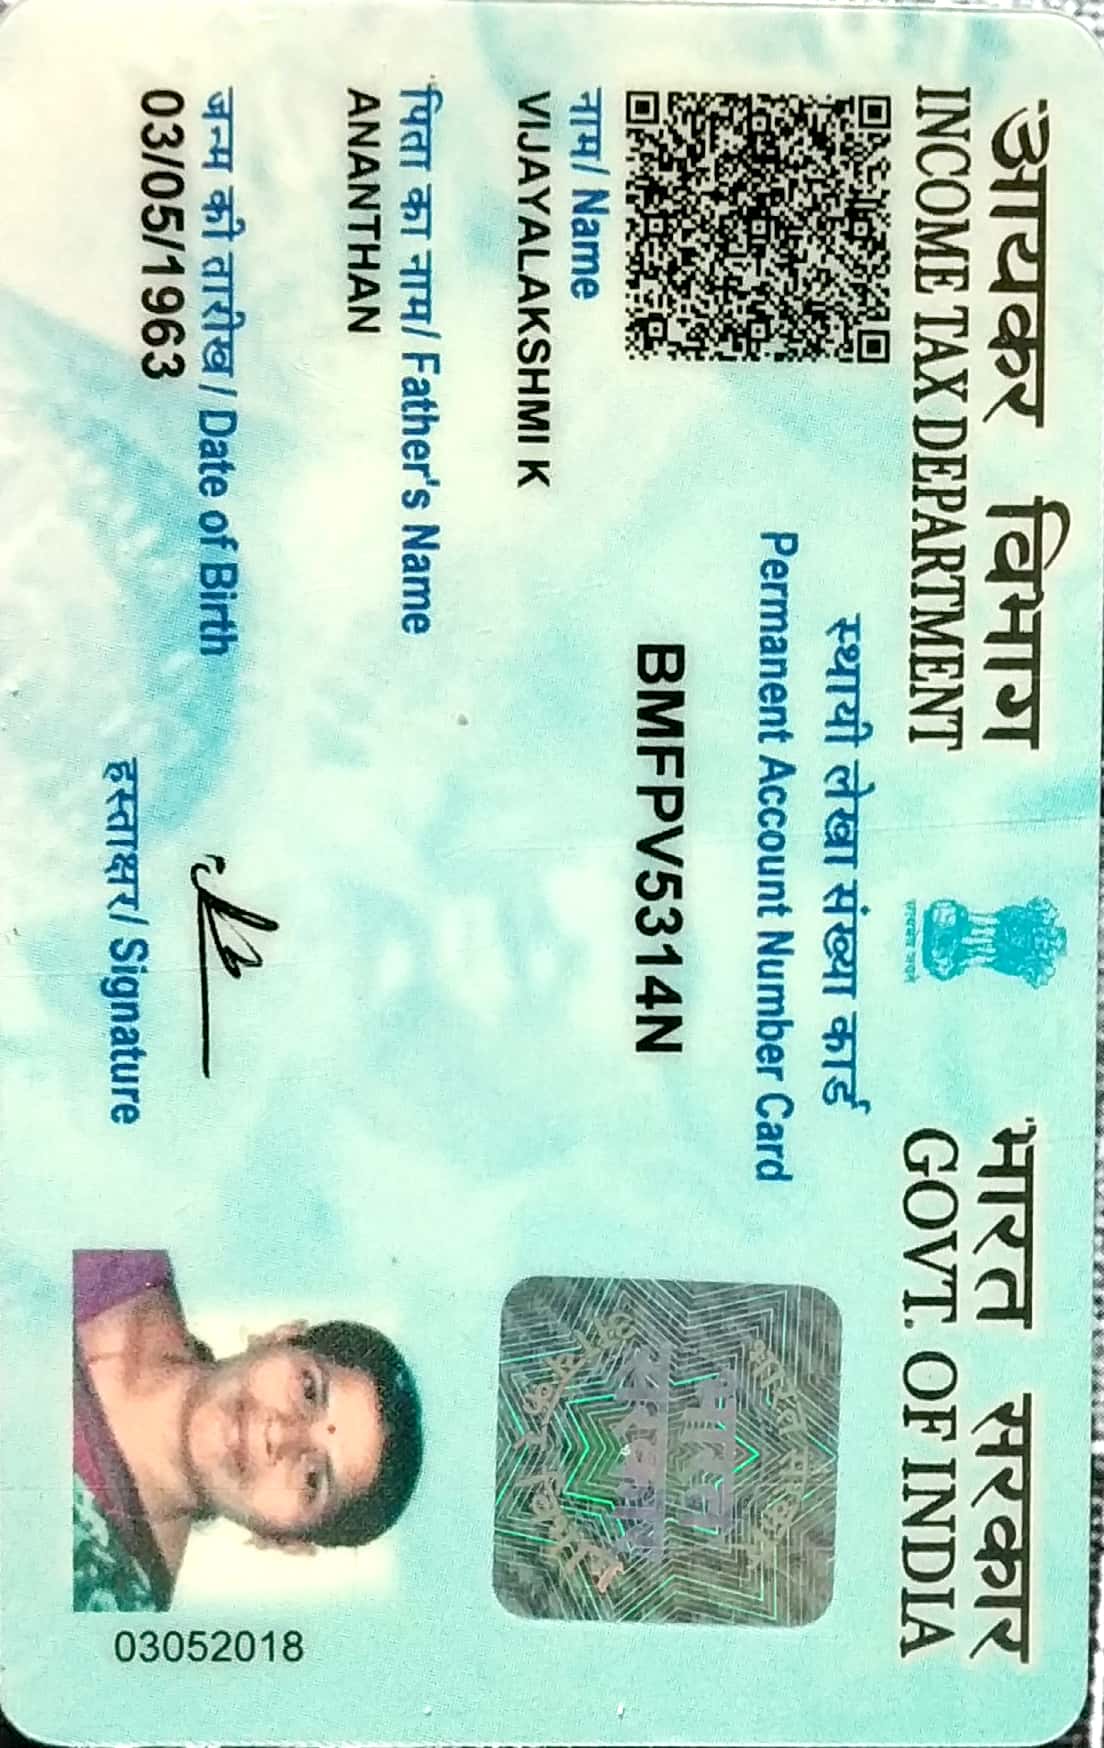 आयकर विभाग
INCOME TAX DEPARTMENT
भारत सरकार
GOVT. OF INDIA
स्थायी लेखा संख्या कार्ड
Permanent Account Number Card
BMFPV5314N
नाम/ Name
VIJAYALAKSHMI K
पिता का नाम/ Father's Name
ANANTHAN
जन्म की तारीख / Date of Birth
03/05/1963
हस्ताक्षर/ Signature
03052018